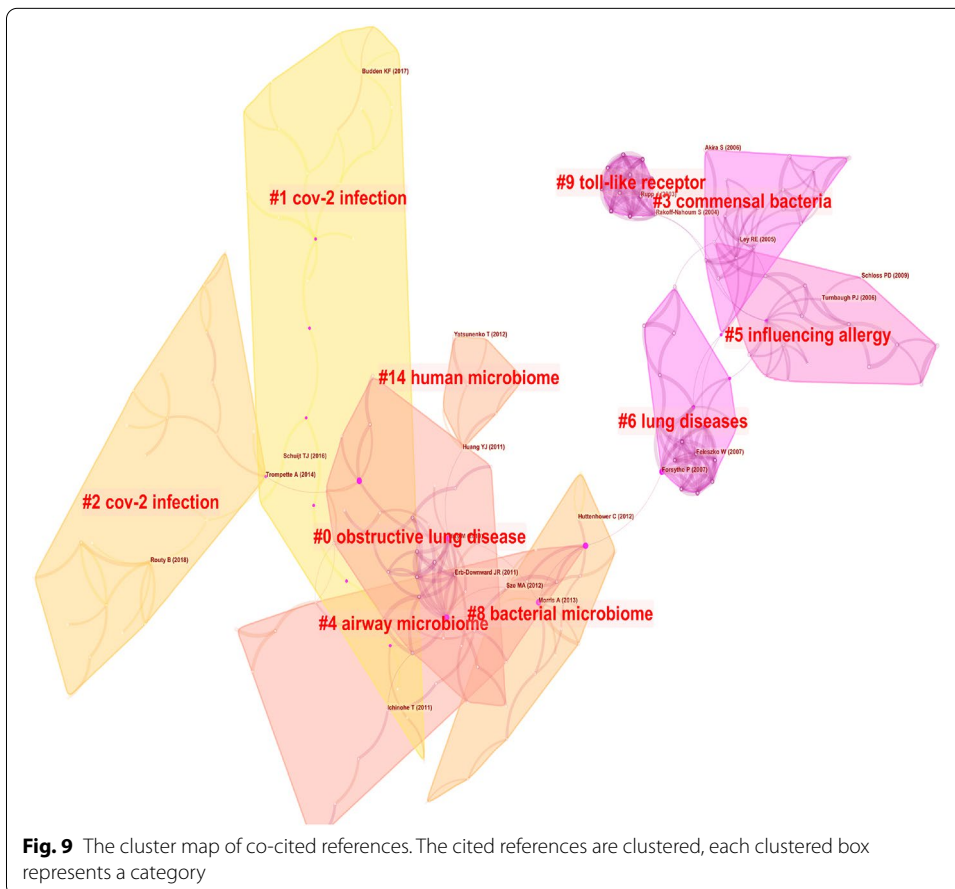 Budden KF (2017)
Akira S (2006)
#9 toll-like receptor
#1 cov-2 infection
#3 commensal bacteria
Rakoff-Nahoum S (2004)
Ley RE (2005)
Schloss PD (2009)
Turnbaugh PJ (2006)
Yatsunenko T (2012)
#5 influencing allergy
#14 human microbiome
#6 lung diseases
Huang YJ (2011)
Schuijt TJ (2016)
Trompette A (2014)
Forsythe P (2007)
#2 cov-2 infection
Huttenhower C (2012)
#0 obstructive lung disease
Routy B (2018)
Erb-Downward JR (2011)
Sze MA (2012)
Morris A (2013)
#8 bacterial microbiome
#4 airway microbiome
Ichinohe T (2011)
Fig. 9 The cluster map of co-cited references. The cited references are clustered, each clustered box
represents a category